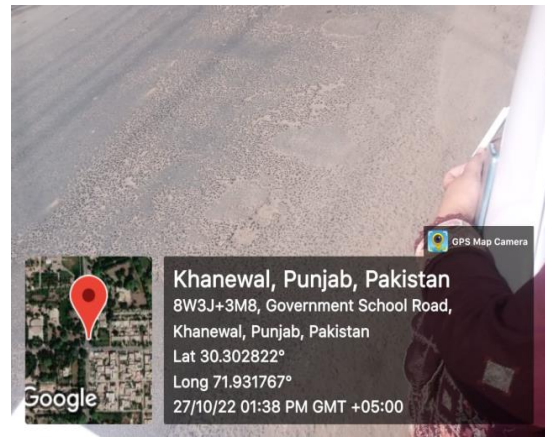 GPS Map Camera
Khanewal, Punjab, Pakistan
8W3J+3M8, Government School Road,
Khanewal, Punjab, Pakistan
Lat 30.302822°
Long 71.931767°
27/10/22 01:38 PM GMT +05:00
Google